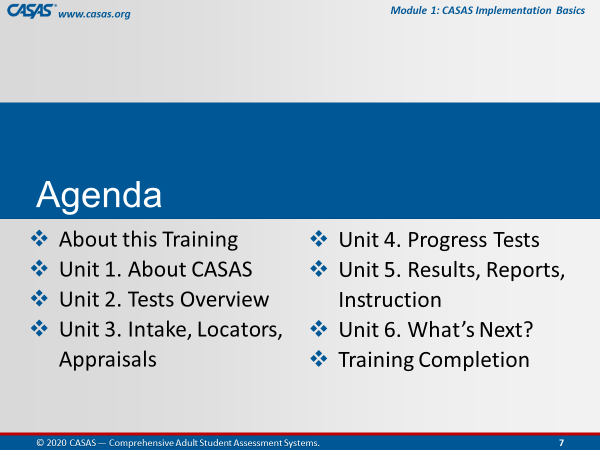 CASAS® www.casas.org
Module 1: CASAS Implementation Basics
Agenda
❖ About this Training
❖ Unit 1. About CASAS
❖ Unit 2. Tests Overview
❖ Unit 3. Intake, Locators,
Appraisals
❖ Unit 4. Progress Tests
❖ Unit 5. Results, Reports,
Instruction
❖ Unit 6. What’s Next?
❖ Training Completion
© 2020 CASAS — Comprehensive Adult Student Assessment Systems.
7